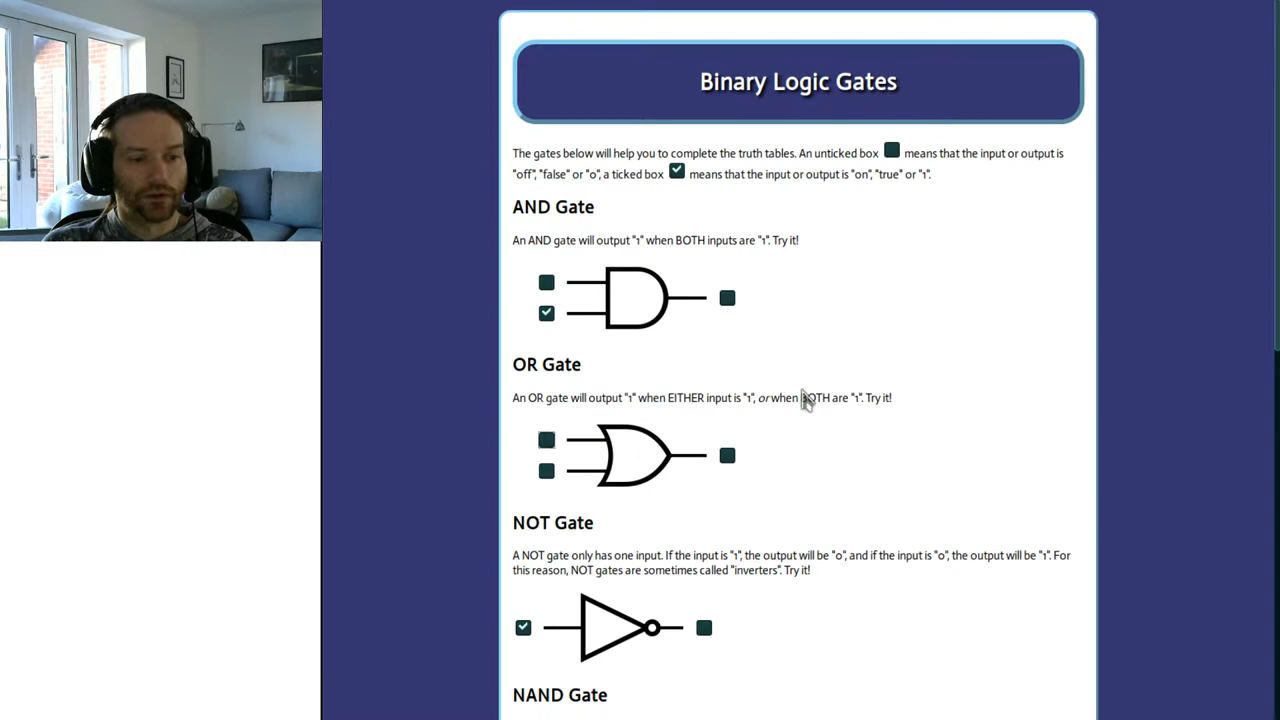 Binary Logic Gates
The gates below will help you to complete the truth tables. An unticked box means that the input or output is
"off", "false" or "0", a ticked box means that the input or output is "on", "true" or "1".
AND Gate
An AND gate will output "1" when BOTH inputs are "1". Try it!
OR Gate
An OR gate will output "1" when EITHER input is "1", or when BOTH are "1". Try it!
NOT Gate
A NOT gate only has one input. If the input is "1", the output will be "0", and if the input is "0", the output will be "1". For
this reason, NOT gates are sometimes called "inverters". Try it!
NAND Gate